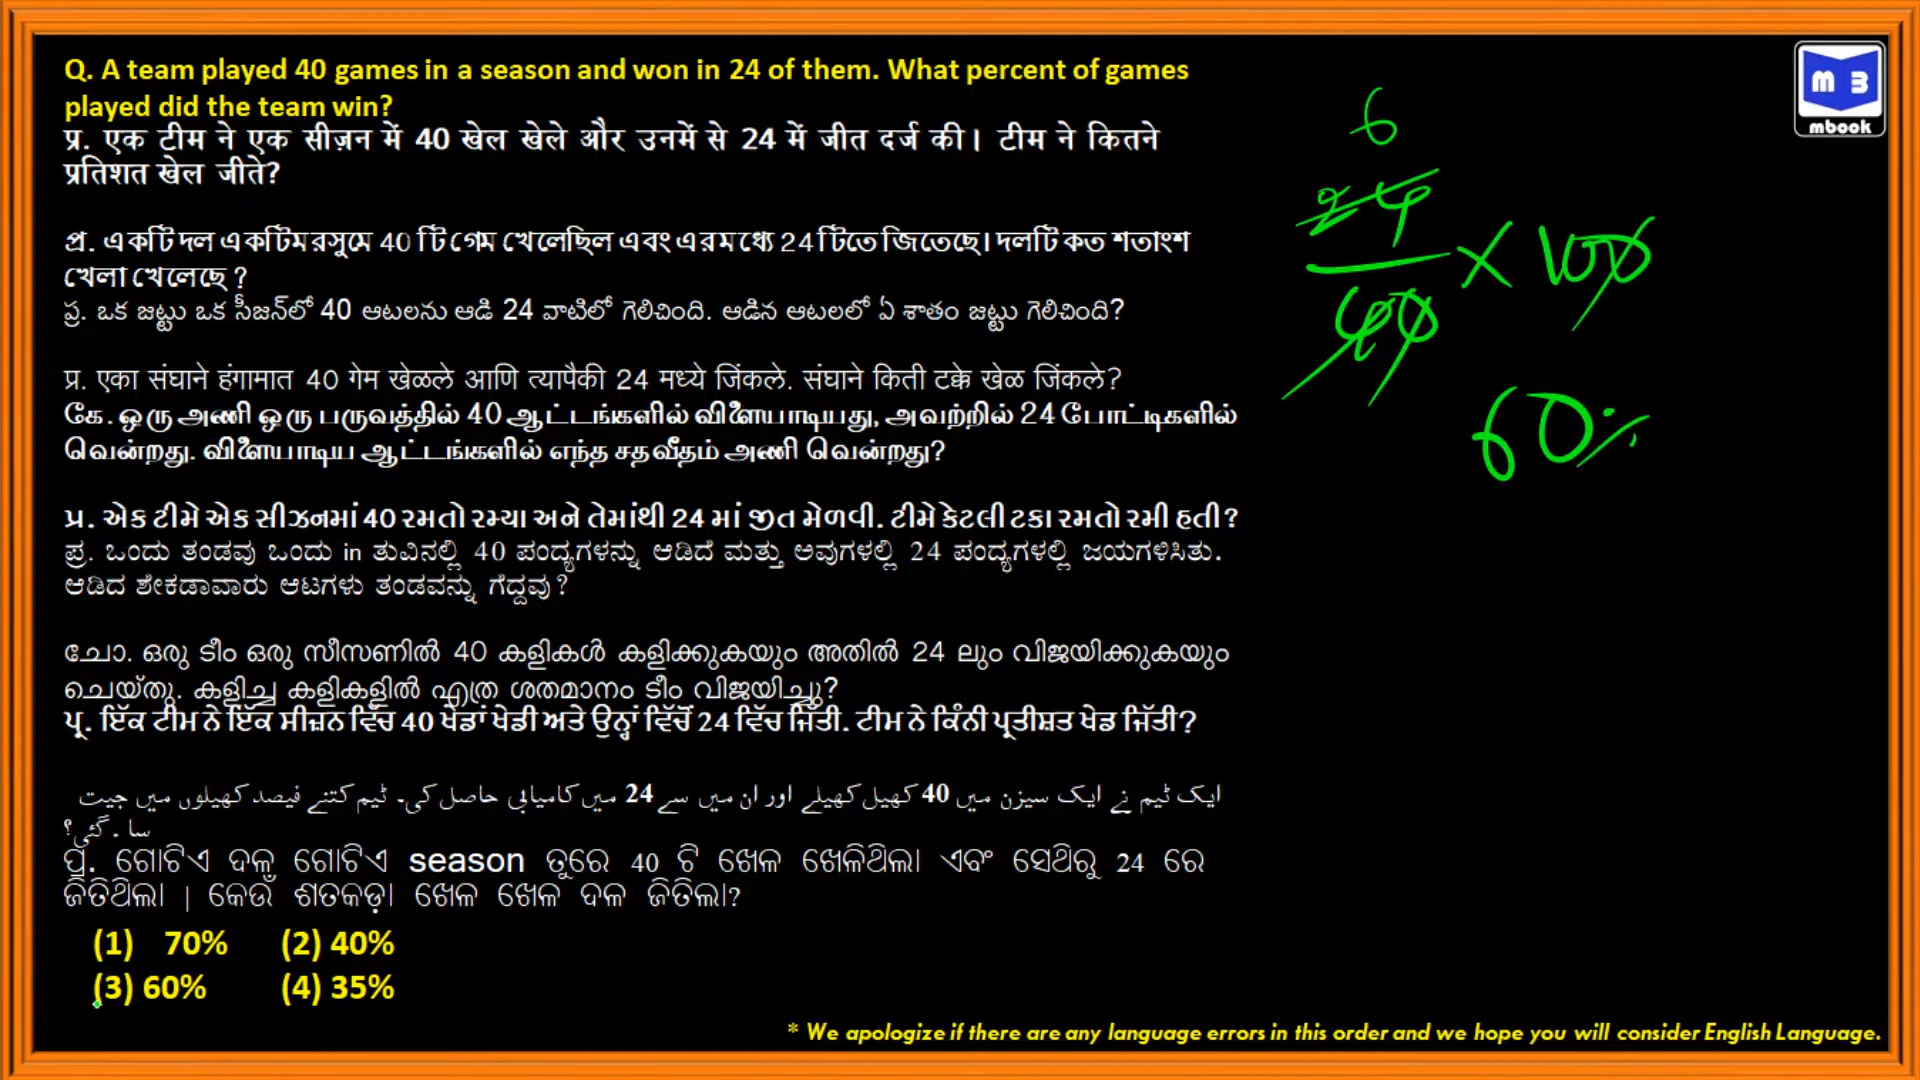 Q. A team played 40 games in a season and won in 24 of them. What percent of games
played did the team win?
प्र. एक टीम ने एक सीज़न में 40 खेल खेले और उनमें से 24 में जीत दर्ज की। टीम ने कितने
प्रतिशत खेल जीते?
প্র. একটি দল একটি মরসুমে 40 টি গেম খেলেছিল এবং এর মধ্যে 24 টিতে জিতেছে। দলটি কত শতাংশ
খেলা খেলেছে ?
ప్ర. ఒక జట్టు ఒక సీజన్‌లో 40 ఆటలను ఆడి 24 వాటిలో గెలిచింది. ఆడిన ఆటలలో ఏ శాతం జట్టు గెలిచింది?
प्र. एका संघाने हंगामात 40 गेम खेळले आणि त्यापैकी 24 मध्ये जिंकले. संघाने किती टक्के खेळ जिंकले?
கே. ஒரு அணி ஒரு பருவத்தில் 40 ஆட்டங்களில் விளையாடியது, அவற்றில் 24 போட்டிகளில்
வென்றது. விளையாடிய ஆட்டங்களில் எந்த சதவீதம் அணி வென்றது?
પ્ર. એક ટીમે એક સીઝનમાં 40 રમતો રમ્યા અને તેમાંથી 24 માં જીત મેળવી. ટીમે કેટલી ટકા રમતો રમી હતી?
ಪ್ರ. ಒಂದು ತಂಡವು ಒಂದು in ತುವಿನಲ್ಲಿ 40 ಪಂದ್ಯಗಳನ್ನು ಆಡಿದೆ ಮತ್ತು ಅವುಗಳಲ್ಲಿ 24 ಪಂದ್ಯಗಳಲ್ಲಿ ಜಯಗಳಿಸಿತು.
ಆಡಿದ ಶೇಕಡಾವಾರು ಆಟಗಳು ತಂಡವನ್ನು ಗೆದ್ದವು?
ചോ. ഒരു ടീം ഒരു സീസണിൽ 40 കളികൾ കളിക്കുകയും അതിൽ 24 ലും വിജയിക്കുകയും
ചെയ്തു. കളിച്ച കളികളിൽ എത്ര ശതമാനം ടീം വിജയിച്ചു?
ਪ੍ਰ. ਇੱਕ ਟੀਮ ਨੇ ਇੱਕ ਸੀਜ਼ਨ ਵਿੱਚ 40 ਖੇਡਾਂ ਖੇਡੀ ਅਤੇ ਉਨ੍ਹਾਂ ਵਿੱਚੋਂ 24 ਵਿੱਚ ਜਿੱਤੀ. ਟੀਮ ਨੇ ਕਿੰਨੀ ਪ੍ਰਤੀਸ਼ਤ ਖੇਡ ਜਿੱਤੀ?
ایک ٹیم نے ایک سیزن میں 40 کھیل کھیلے اور ان میں سے 24 میں کامیابی حاصل کی۔ ٹیم کتنے فیصد کھیلوں میں جیت
گئی؟
ପ୍ର. ଗୋଟିଏ ଦଳ ଗୋଟିଏ season ତୁରେ 40 ଟି ଖେଳ ଖେଳିଥିଲା ଏବଂ ସେଥିରୁ 24 ରେ
ଜିତିଥିଲା | କେଉଁ ଶତକଡ଼ା ଖେଳ ଖେଳ ଦଳ ଜିତିଲା?
(1) 70% (2) 40%
(3) 60% (4) 35%
6
24
× 100
40
60%
M 3
mbook
* We apologize if there are any language errors in this order and we hope you will consider English Language.